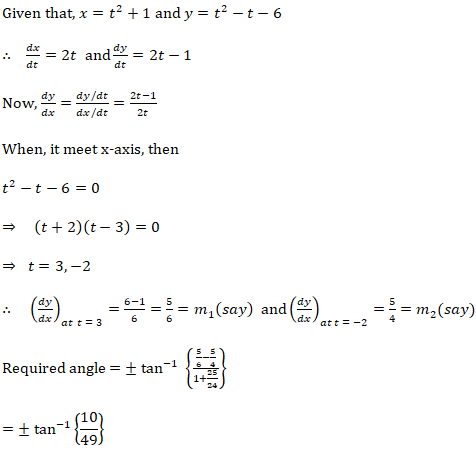 Given that, x = t² + 1 and y = t² − t − 6
∴ dx/dt = 2t and dy/dt = 2t − 1
Now, dy/dx = (dy/dt)/(dx/dt) = (2t−1)/(2t)
When, it meet x-axis, then
t² − t − 6 = 0
⇒ (t + 2)(t − 3) = 0
⇒ t = 3, −2
∴ (dy/dx)at t = 3 = (6−1)/6 = 5/6 = m₁(say) and (dy/dx)at t = −2 = 5/4 = m₂(say)
Required angle = ± tan⁻¹ {(5/6 − 5/4)/(1 + 25/24)}
= ± tan⁻¹ {10/49}